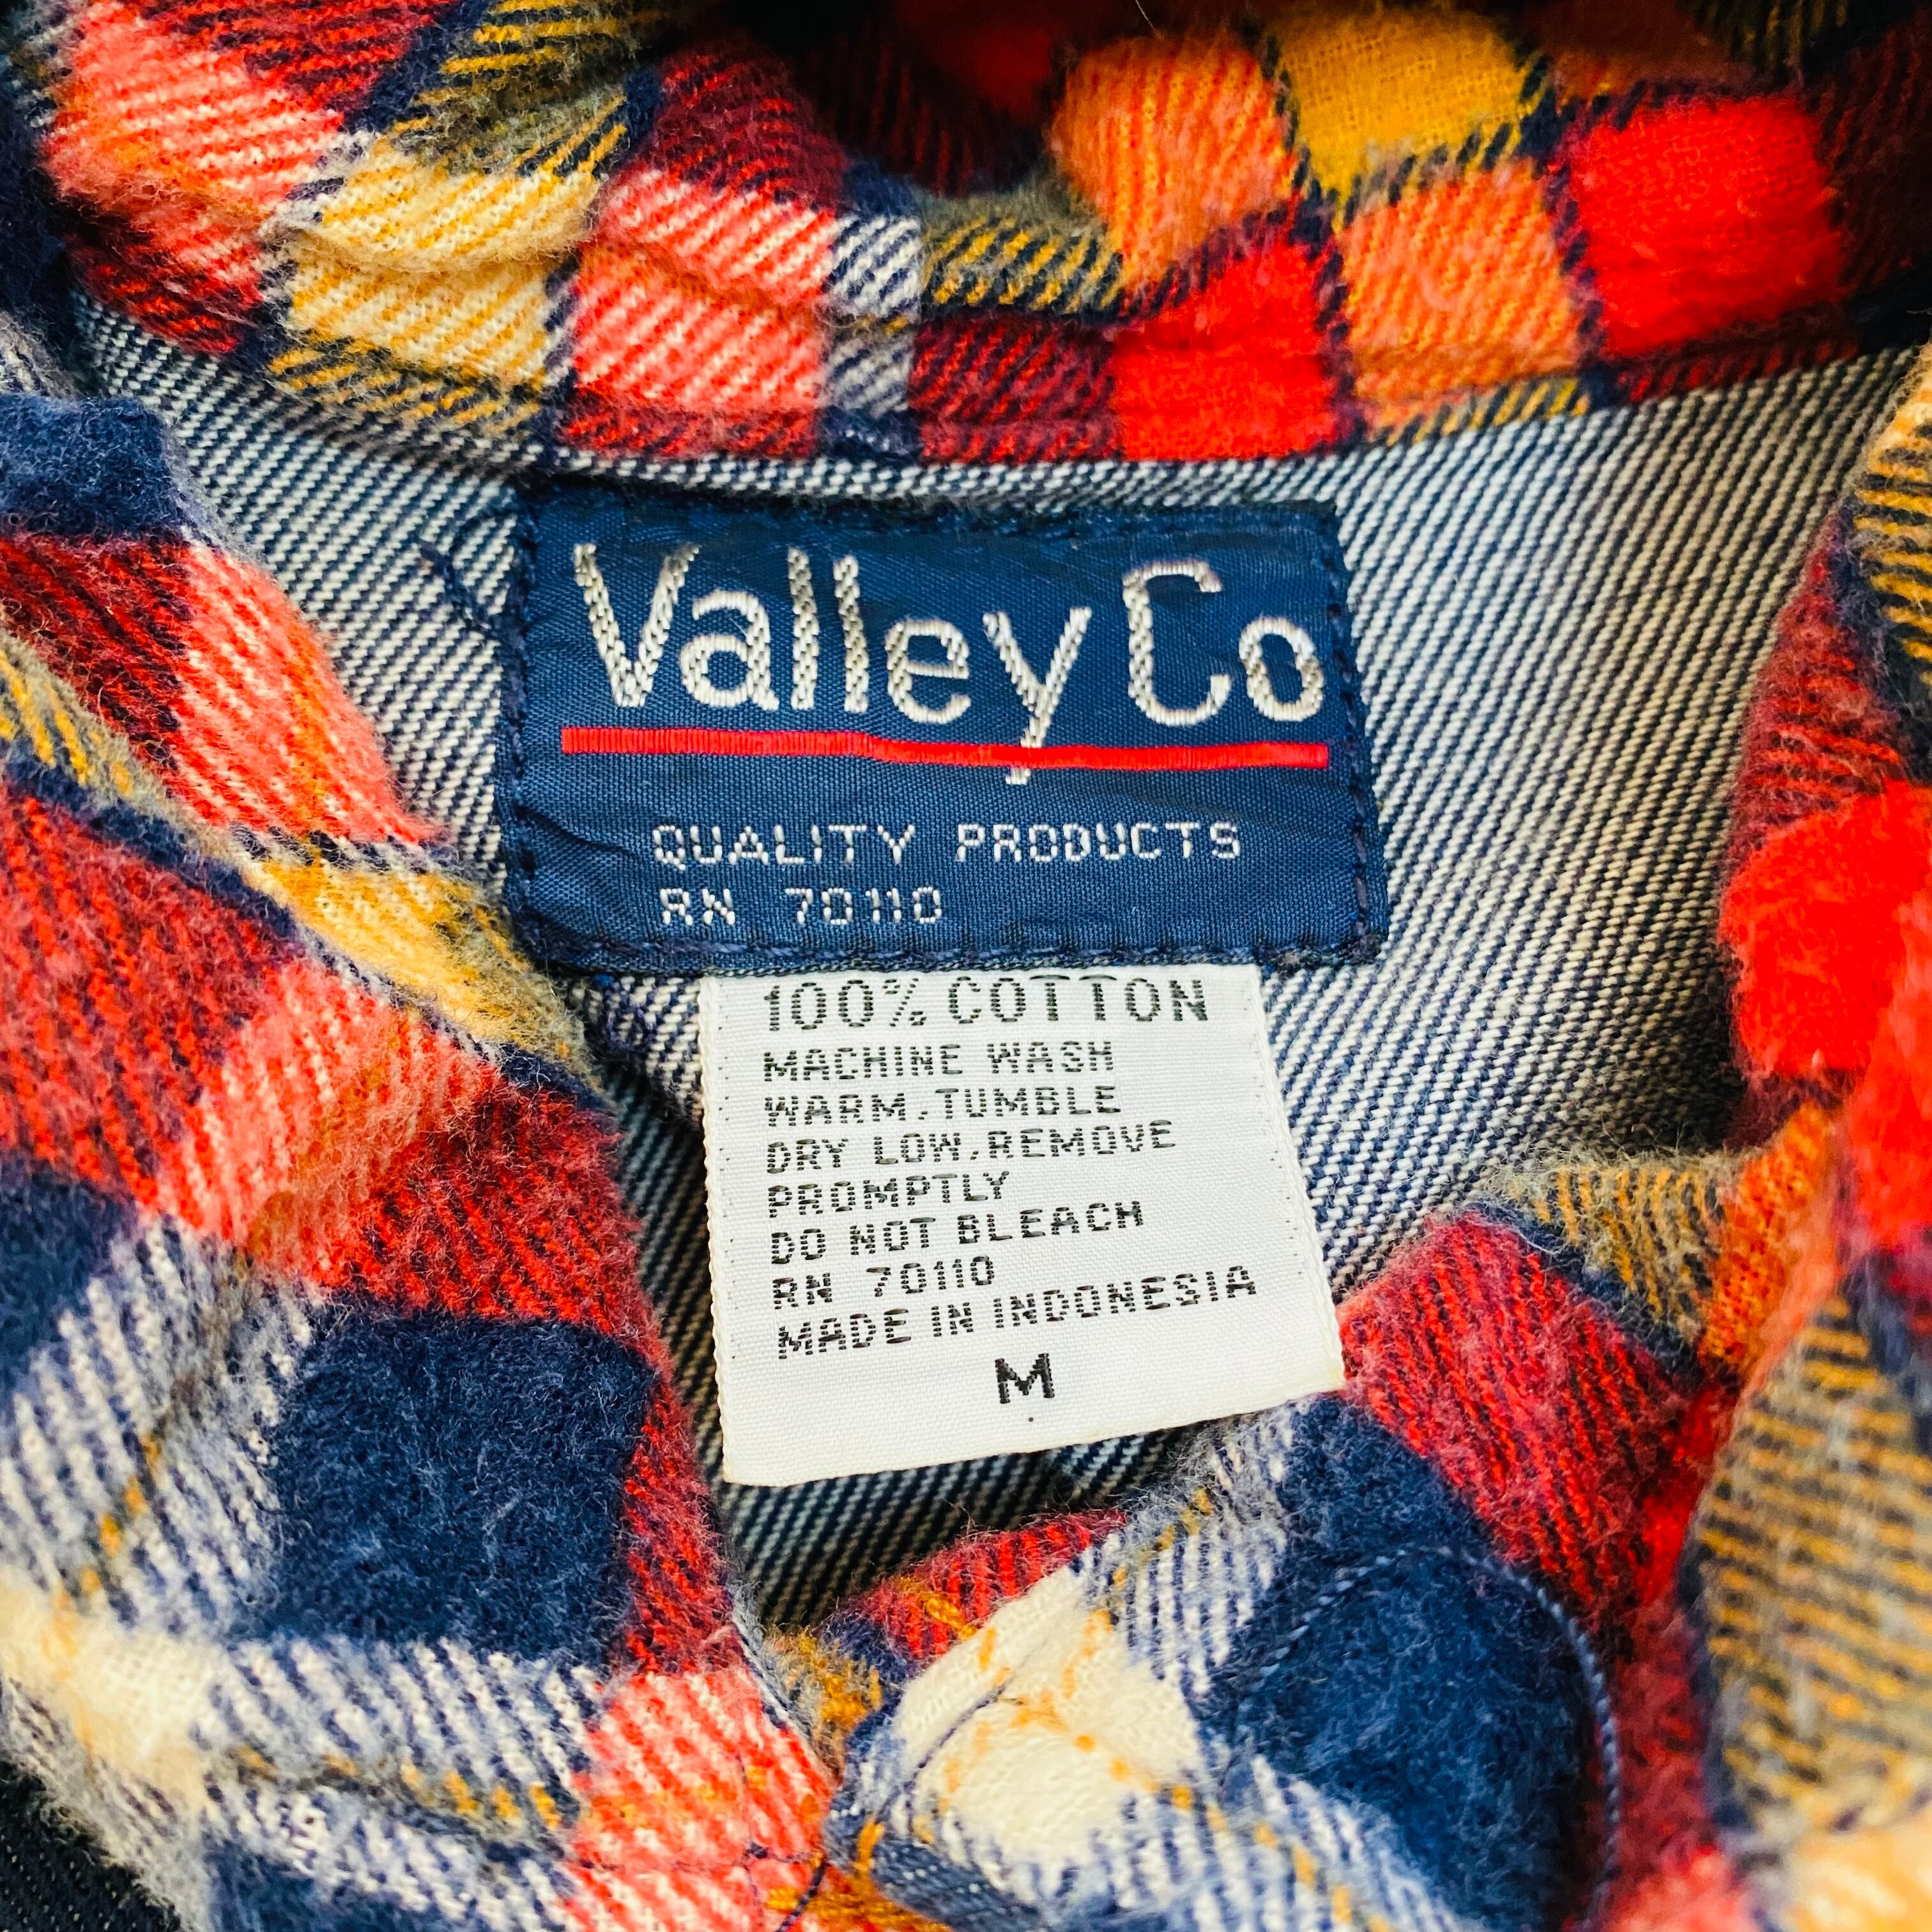 Valley Co
QUALITY PRODUCTS
RN 70110
100% COTTON
MACHINE WASH
WARM, TUMBLE
DRY LOW, REMOVE
PROMPTLY
DO NOT BLEACH
RN 70110
MADE IN INDONESIA
M